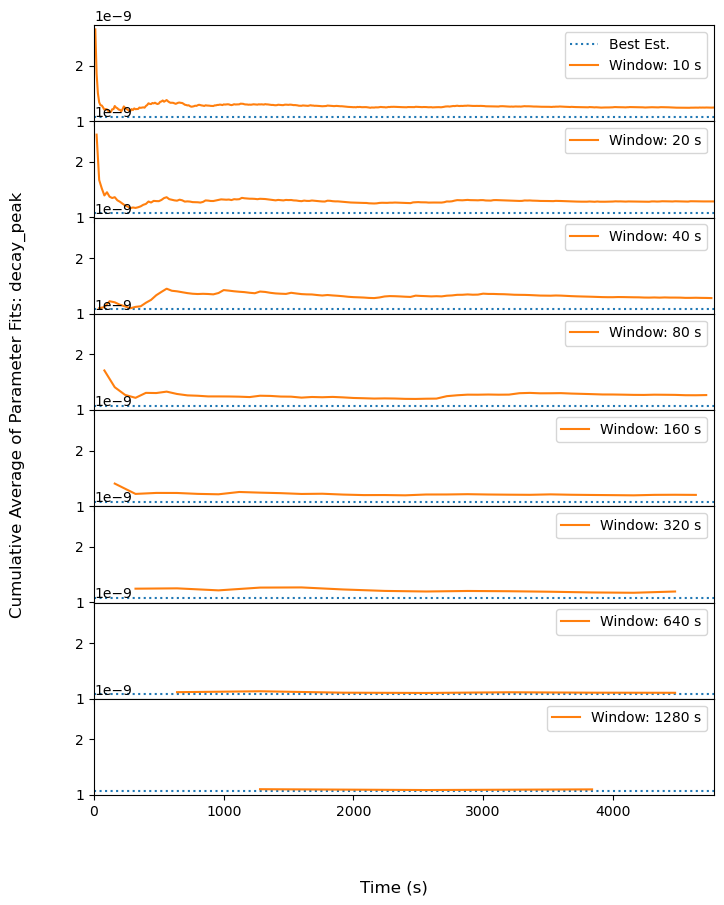 1e−9
Best Est.
Window: 10 s
2
1
1e−9
Window: 20 s
2
1
1e−9
Window: 40 s
2
1
1e−9
Window: 80 s
2
1
1e−9
Window: 160 s
2
1
1e−9
Window: 320 s
2
1
1e−9
Window: 640 s
2
1
1e−9
Window: 1280 s
2
1
0
1000
2000
3000
4000
Time (s)
Cumulative Average of Parameter Fits: decay_peak